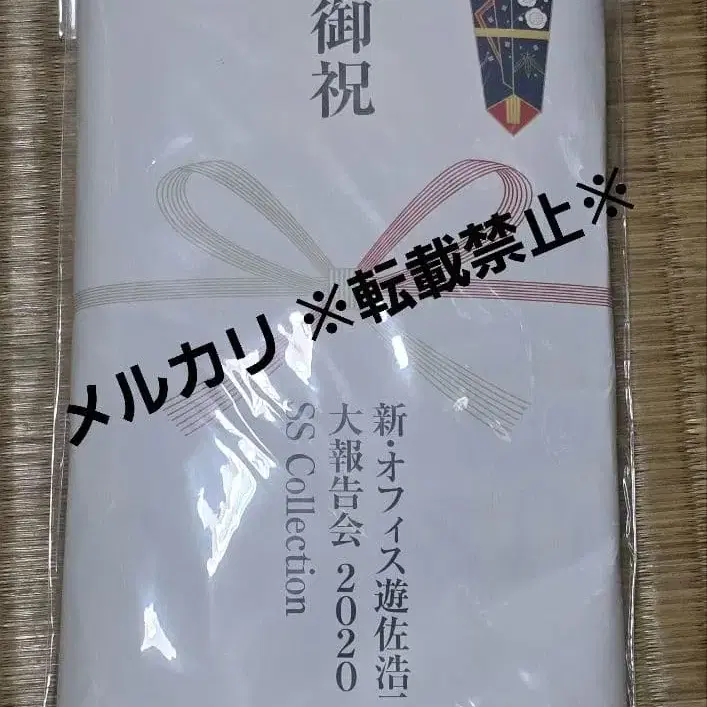 御祝
メルカリ ※転載禁止※
新・オフィス遊佐浩
大報告会 2020
SS Collection